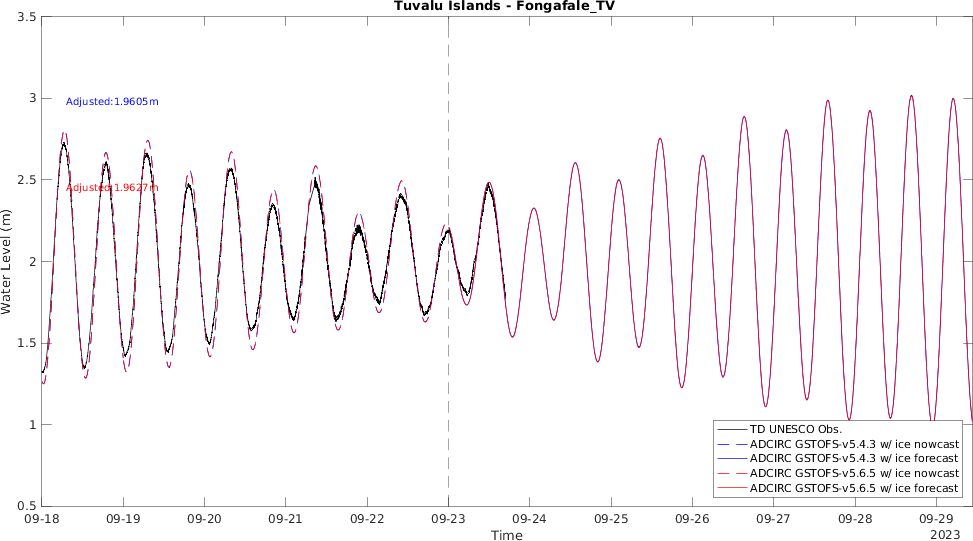 Tuvalu Islands - Fongafale_TV
3.5
3
2.5
2
1.5
1
0.5
Water Level (m)
Adjusted:1.9605m
Adjusted:1.9627m
TD UNESCO Obs.
ADCIRC GSTOFS-v5.4.3 w/ ice nowcast
ADCIRC GSTOFS-v5.4.3 w/ ice forecast
ADCIRC GSTOFS-v5.6.5 w/ ice nowcast
ADCIRC GSTOFS-v5.6.5 w/ ice forecast
09-18 09-19 09-20 09-21 09-22 09-23 09-24 09-25 09-26 09-27 09-28 09-29
2023
Time